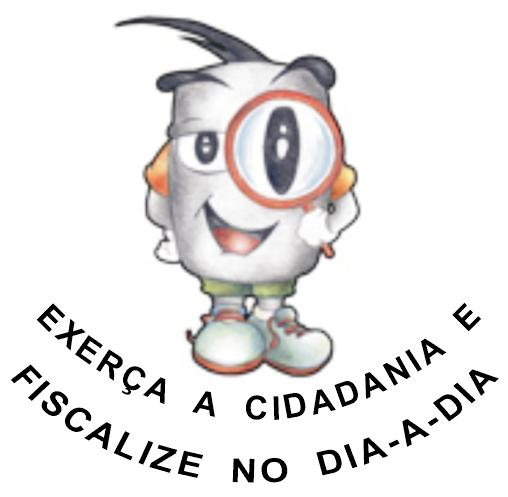 EXERÇA A CIDADANIA E
FISCALIZE NO DIA-A-DIA